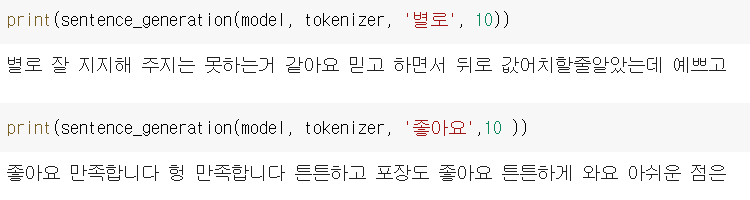 print(sentence_generation(model, tokenizer, '별로', 10))
별로 잘 지지해 주지는 못하는거 같아요 믿고 하면서 뒤로 값어치할줄알았는데 예쁘고
print(sentence_generation(model, tokenizer, '좋아요',10 ))
좋아요 만족합니다 헝 만족합니다 튼튼하고 포장도 좋아요 튼튼하게 와요 아쉬운 점은